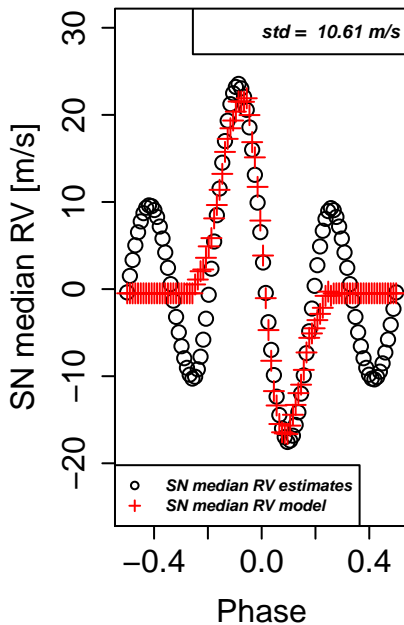 std = 10.61 m/s
30
20
10
0
−10
−20
SN median RV [m/s]
SN median RV estimates
SN median RV model
−0.4
0.0
0.4
Phase